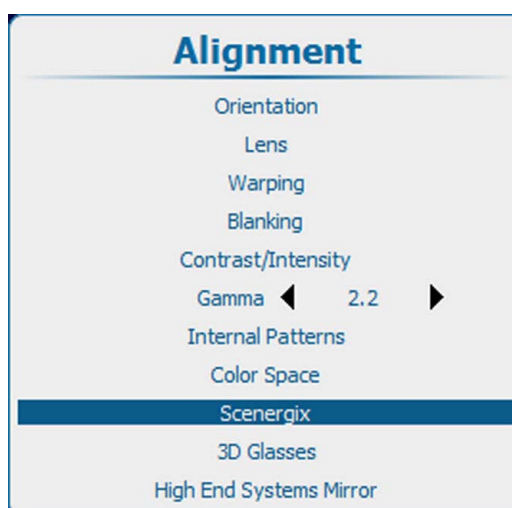 Alignment
Orientation
Lens
Warping
Blanking
Contrast/Intensity
Gamma 2.2
Internal Patterns
Color Space
Scenergix
3D Glasses
High End Systems Mirror